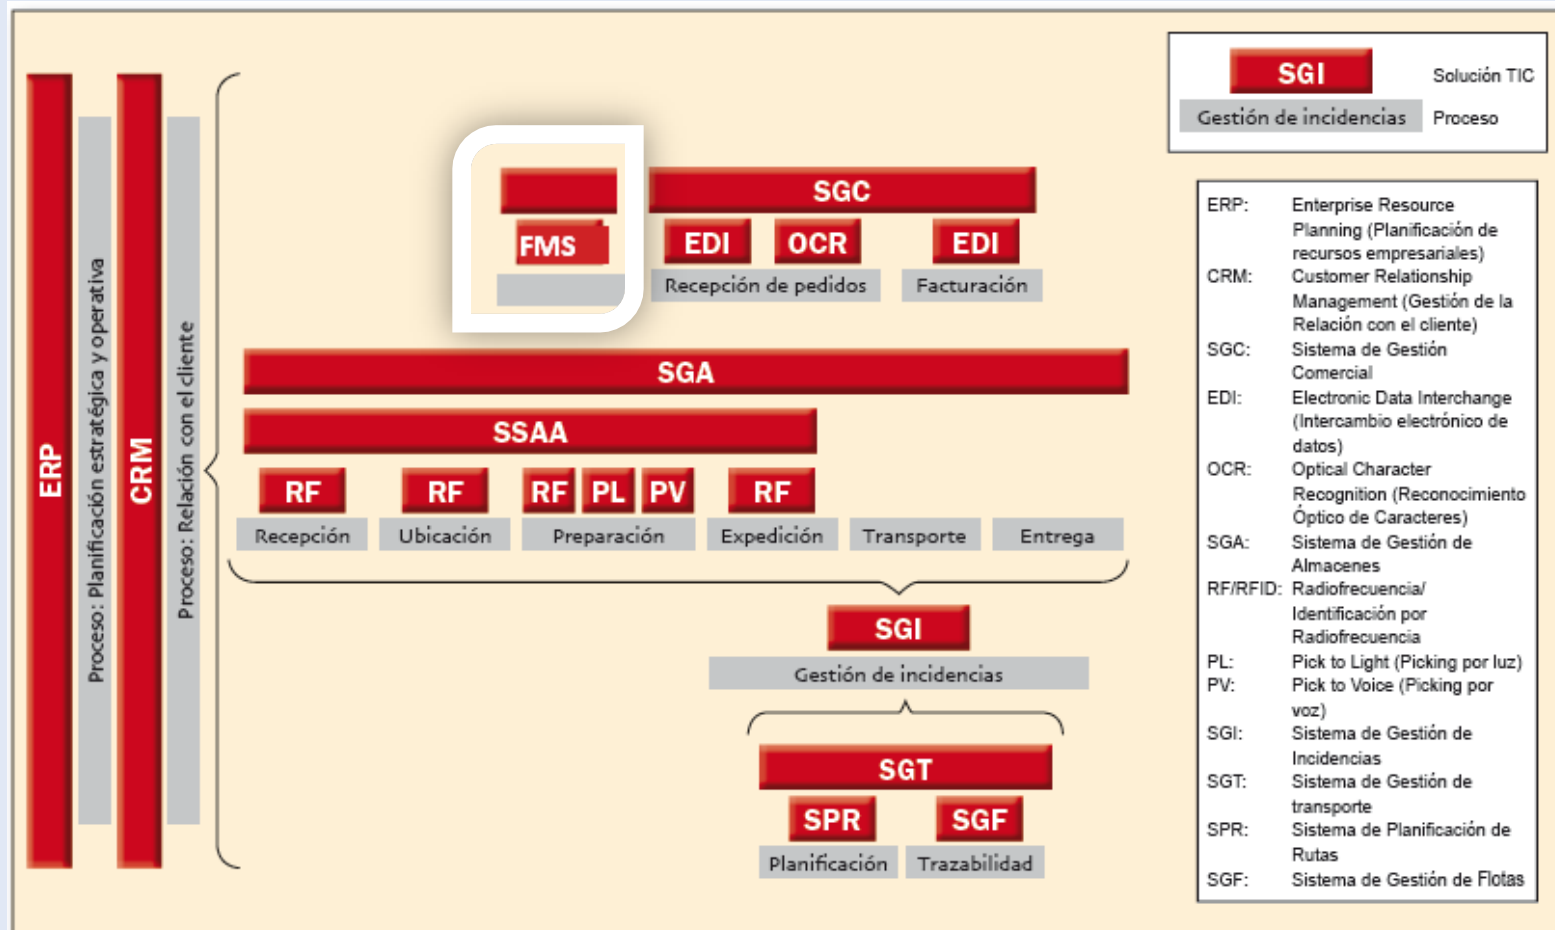 ERP
Proceso: Planificación estratégica y operativa
CRM
Proceso: Relación con el cliente
FMS
SGC
EDI
OCR
EDI
Recepción de pedidos
Facturación
SGA
SSAA
RF
RF
RF
PL
PV
RF
Recepción
Ubicación
Preparación
Expedición
Transporte
Entrega
SGI
Gestión de incidencias
SGT
SPR
SGF
Planificación
Trazabilidad
SGI
Solución TIC
Gestión de incidencias
Proceso
ERP: Enterprise Resource
Planning (Planificación de
recursos empresariales)
CRM: Customer Relationship
Management (Gestión de la
Relación con el cliente)
SGC: Sistema de Gestión
Comercial
EDI: Electronic Data Interchange
(Intercambio electrónico de
datos)
OCR: Optical Character
Recognition (Reconocimiento
Óptico de Caracteres)
SGA: Sistema de Gestión de
Almacenes
RF/RFID: Radiofrecuencia/
Identificación por
Radiofrecuencia
PL: Pick to Light (Picking por luz)
PV: Pick to Voice (Picking por
voz)
SGI: Sistema de Gestión de
Incidencias
SGT: Sistema de Gestión de
transporte
SPR: Sistema de Planificación de
Rutas
SGF: Sistema de Gestión de Flotas